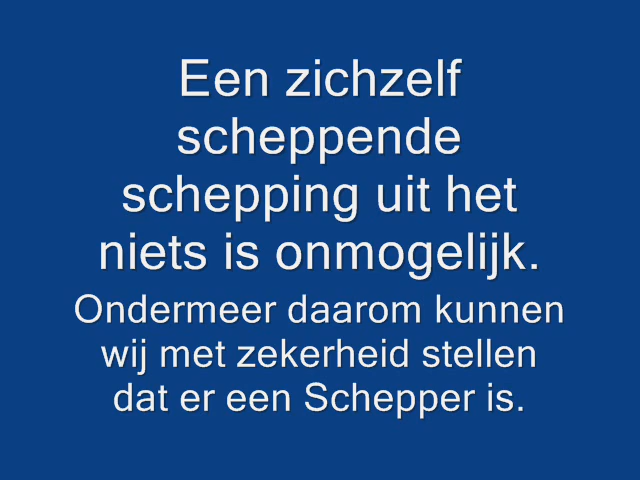 Een zichzelf
scheppende
schepping uit het
niets is onmogelijk.
Ondermeer daarom kunnen
wij met zekerheid stellen
dat er een Schepper is.